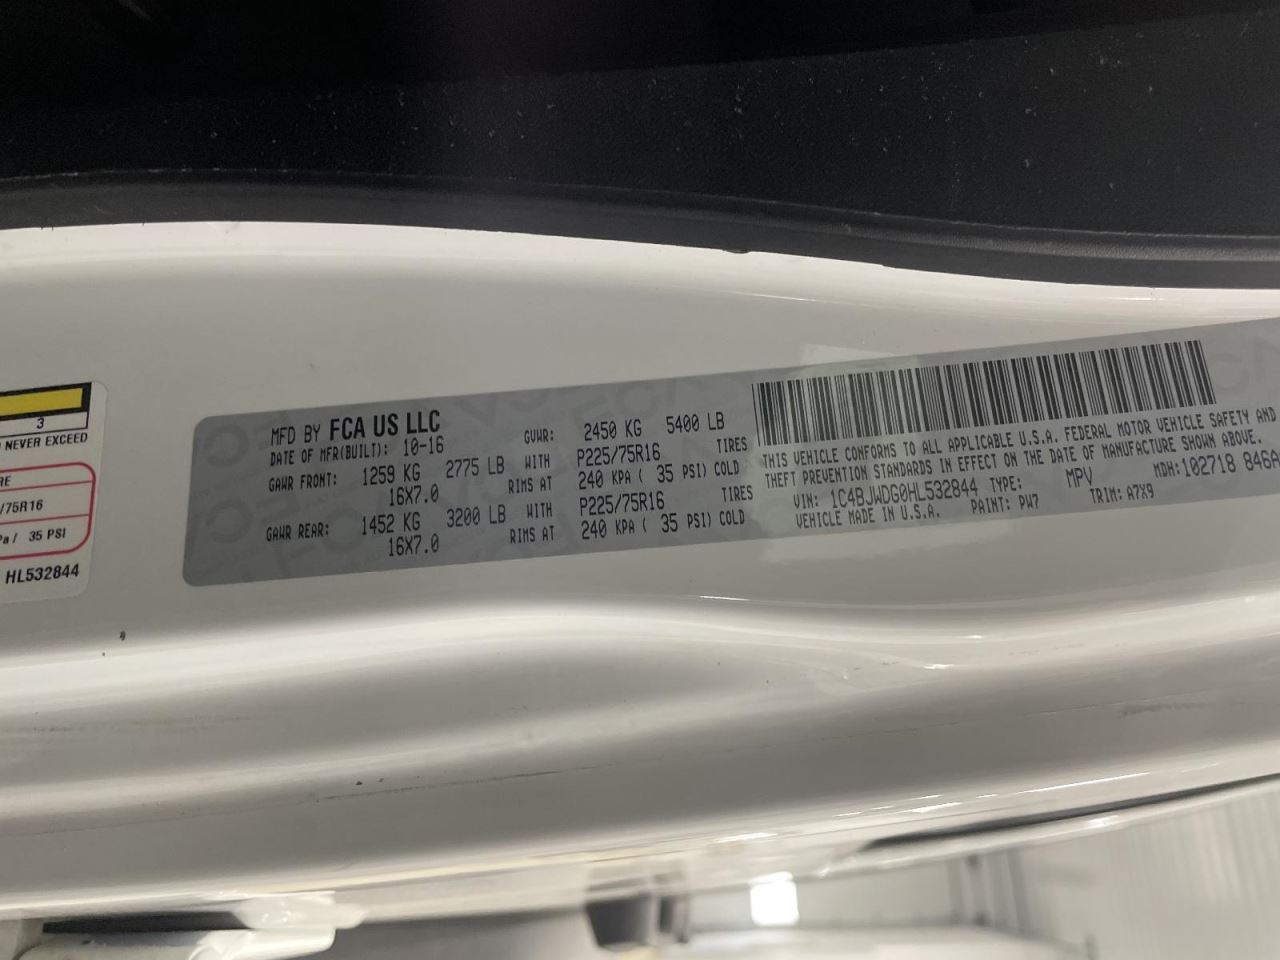 3
NEVER EXCEED
RE
/75R16
Pa / 35 PSI
HL532844
MFD BY FCA US LLC
DATE OF MFR(BUILT): 10-16 GVWR: 2450 KG 5400 LB
GAWR FRONT: 1259 KG 2775 LB WITH P225/75R16 TIRES
16X7.0 RIMS AT 240 KPA ( 35 PSI) COLD
GAWR REAR: 1452 KG 3200 LB WITH P225/75R16 TIRES
16X7.0 RIMS AT 240 KPA ( 35 PSI) COLD
THIS VEHICLE CONFORMS TO ALL APPLICABLE U.S.A. FEDERAL MOTOR VEHICLE SAFETY AND
THEFT PREVENTION STANDARDS IN EFFECT ON THE DATE OF MANUFACTURE SHOWN ABOVE.
VIN: 1C4BJWDG0HL532844 TYPE: MPV MDH:102718 846A
VEHICLE MADE IN U.S.A. PAINT: PW7 TRIM: A7X9